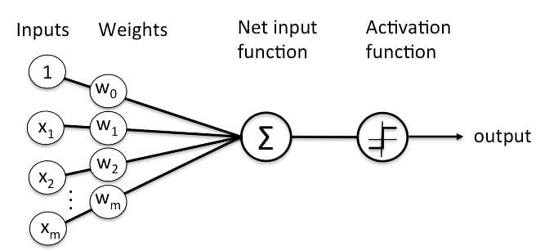 Inputs
Weights
Net input
function
Activation
function
1
w0
x1
w1
x2
w2
⋮
xm
wm
Σ
output